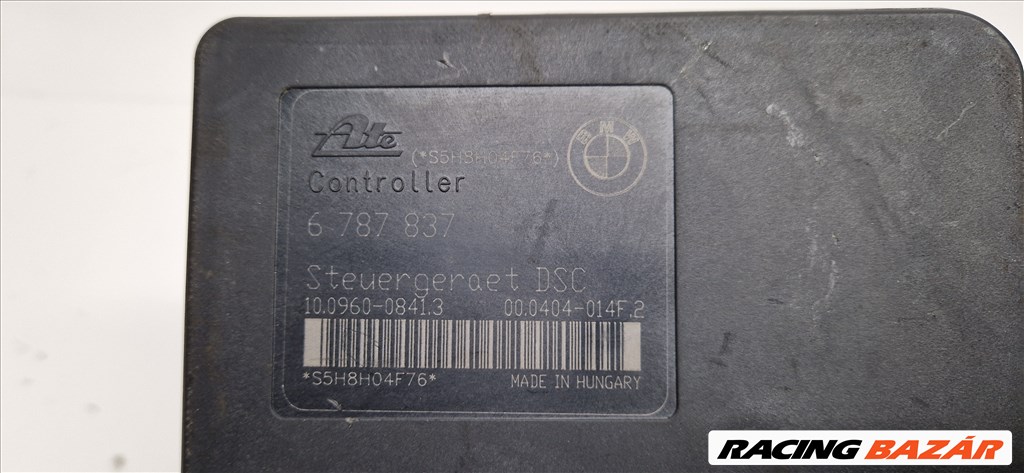 Ate
(*S5H8H04F76*)
BMW
Controller
6 787 837
Steuergeraet DSC
10.0960-0841.3 00.0404-014F.2
*S5H8H04F76* MADE IN HUNGARY
RACING BAZÁR